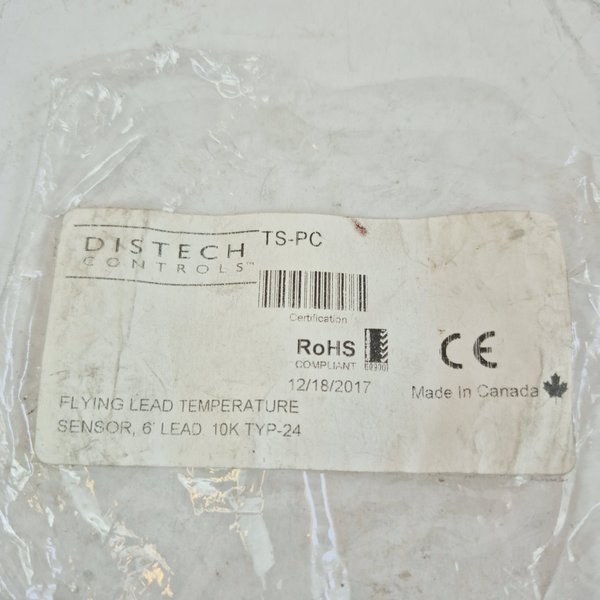 DISTECH
CONTROLS™
TS-PC
Certification
RoHS
COMPLIANT
12/18/2017
CE
Made In Canada
FLYING LEAD TEMPERATURE
SENSOR, 6' LEAD, 10K TYP-24